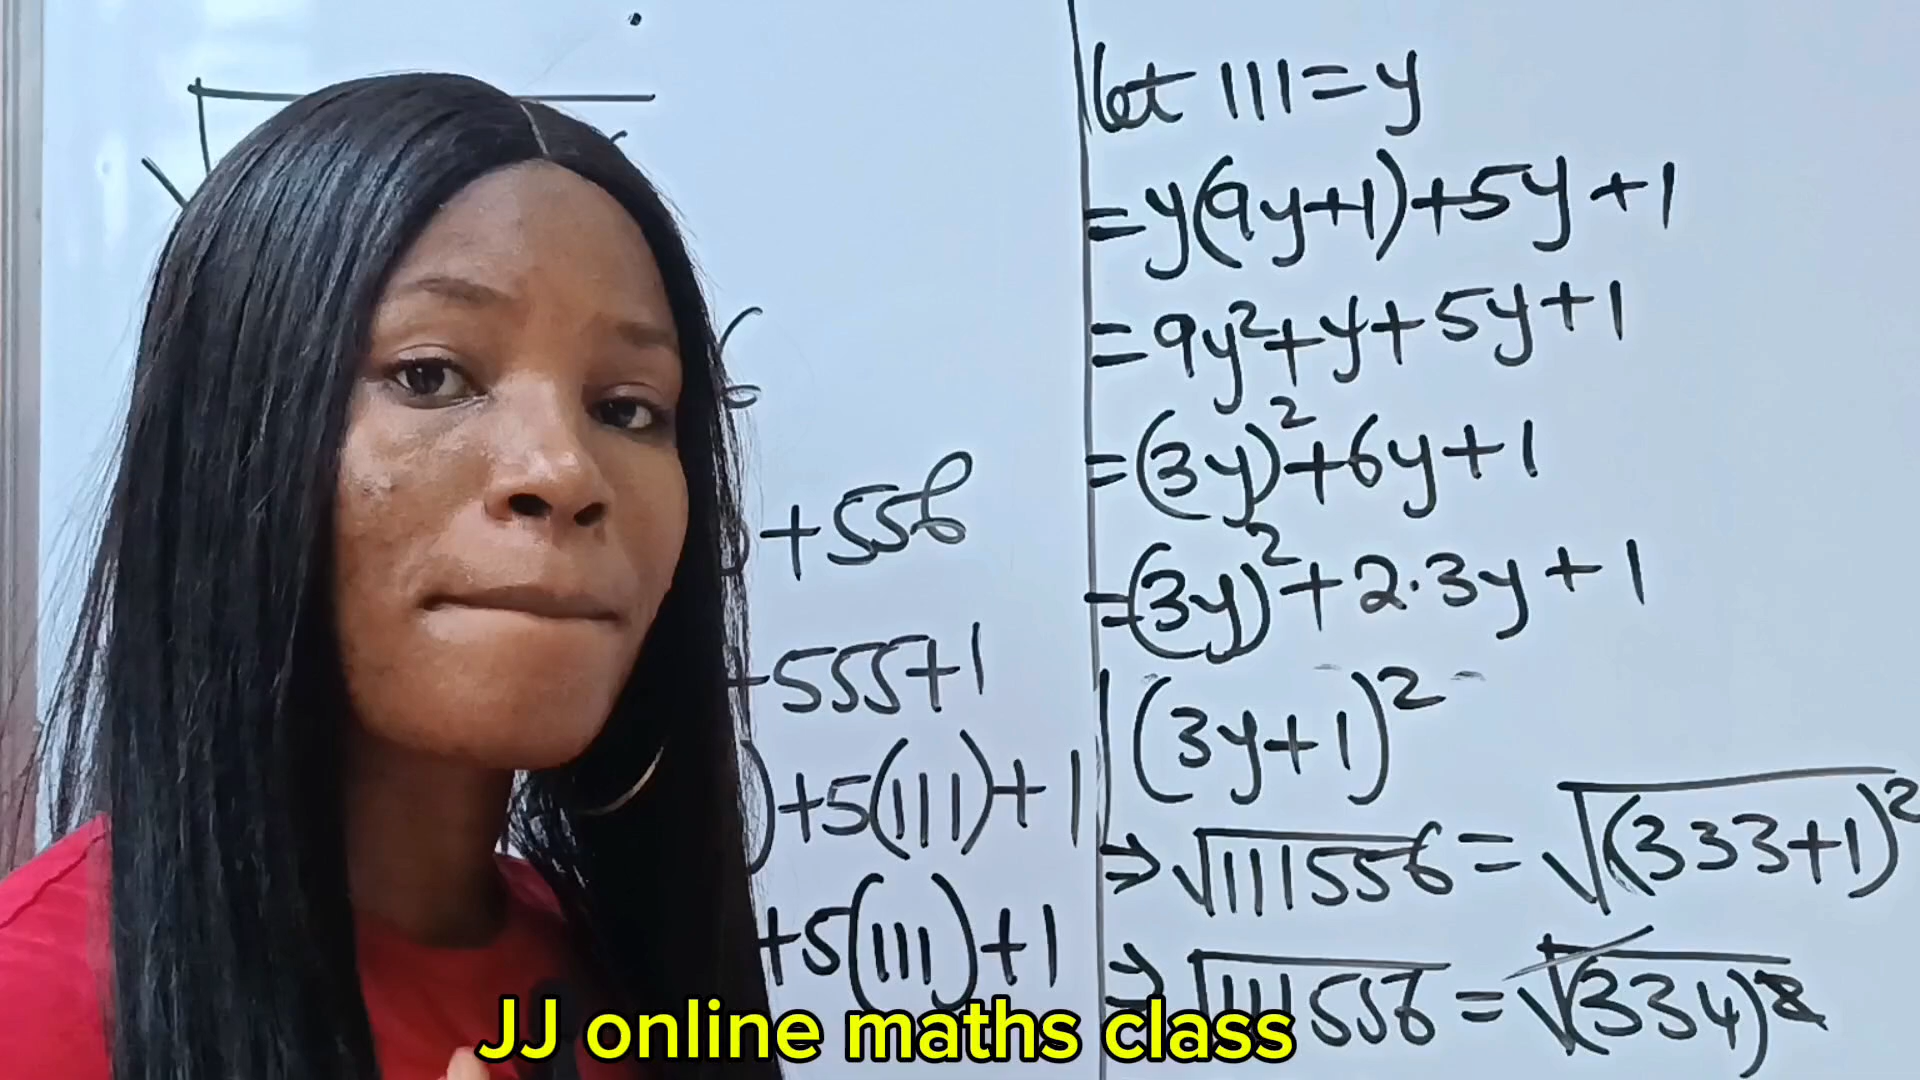 +556
+555+1
)+5(111)+1
+5(111)+1
let 111=y
=y(9y+1)+5y+1
=9y²+y+5y+1
=(3y)²+6y+1
=(3y)²+2·3y+1
(3y+1)²
⇒√111556=√(333+1)²
⇒√111556=√(334)²
JJ online maths class